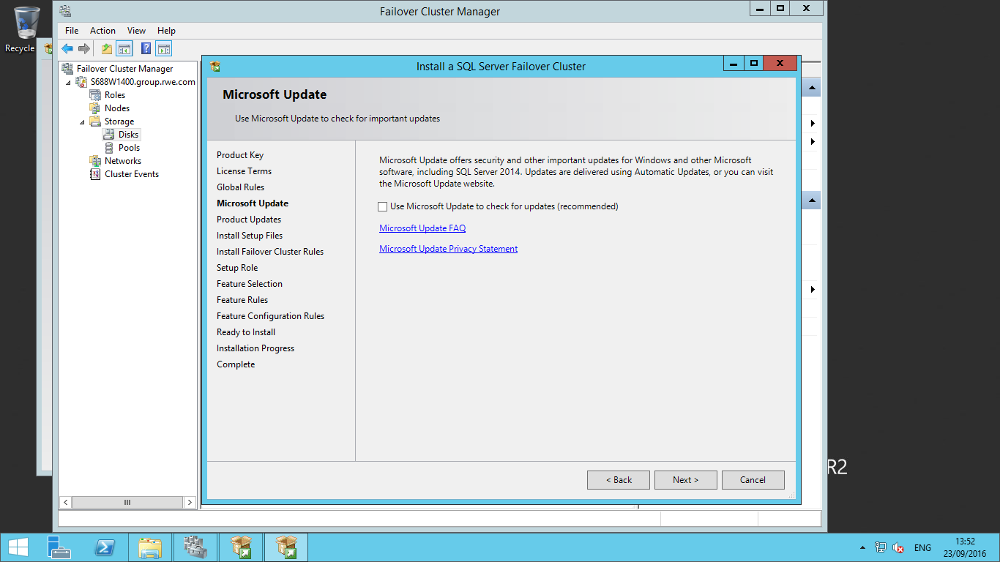 Failover Cluster Manager
Recycle
File Action View Help
Failover Cluster Manager
S688W1400.group.rwe.com
Roles
Nodes
Storage
Disks
Pools
Networks
Cluster Events
Install a SQL Server Failover Cluster
Microsoft Update
Use Microsoft Update to check for important updates
Product Key
License Terms
Global Rules
Microsoft Update
Product Updates
Install Setup Files
Install Failover Cluster Rules
Setup Role
Feature Selection
Feature Rules
Feature Configuration Rules
Ready to Install
Installation Progress
Complete
Microsoft Update offers security and other important updates for Windows and other Microsoft
software, including SQL Server 2014. Updates are delivered using Automatic Updates, or you can visit
the Microsoft Update website.
Use Microsoft Update to check for updates (recommended)
Microsoft Update FAQ
Microsoft Update Privacy Statement
< Back
Next >
Cancel
R2
ENG
13:52
23/09/2016